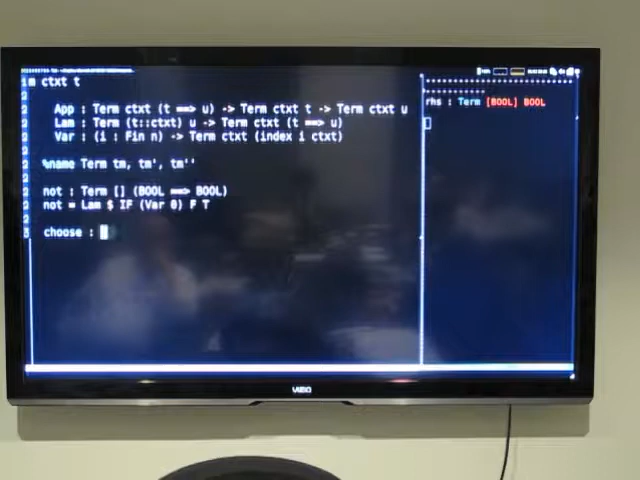 m ctxt t
App : Term ctxt (t ==> u) -> Term ctxt t -> Term ctxt u
Lam : Term (t::ctxt) u -> Term ctxt (t ==> u)
Var : (i : Fin n) -> Term ctxt (index i ctxt)
%name Term tm, tm', tm''
not : Term [] (BOOL ==> BOOL)
not = Lam $ IF (Var 0) F T
choose :
rhs : Term [BOOL] BOOL
VIZIO